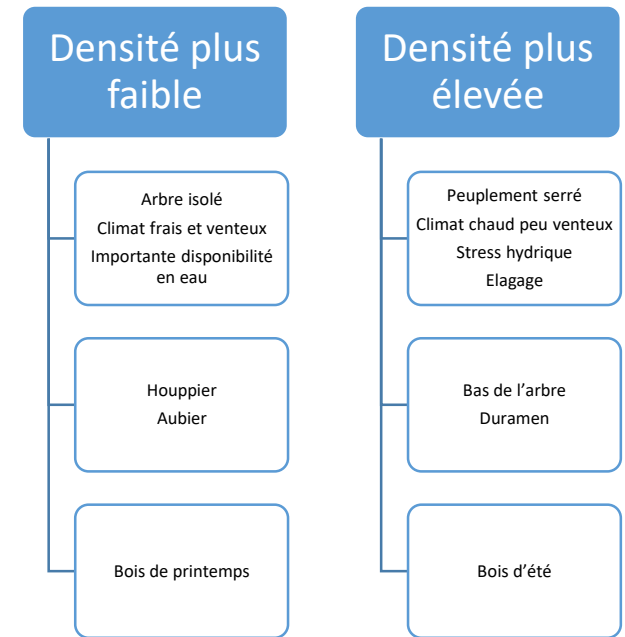 Densité plus
faible
Arbre isolé
Climat frais et venteux
Importante disponibilité
en eau
Houppier
Aubier
Bois de printemps
Densité plus
élevée
Peuplement serré
Climat chaud peu venteux
Stress hydrique
Elagage
Bas de l’arbre
Duramen
Bois d’été